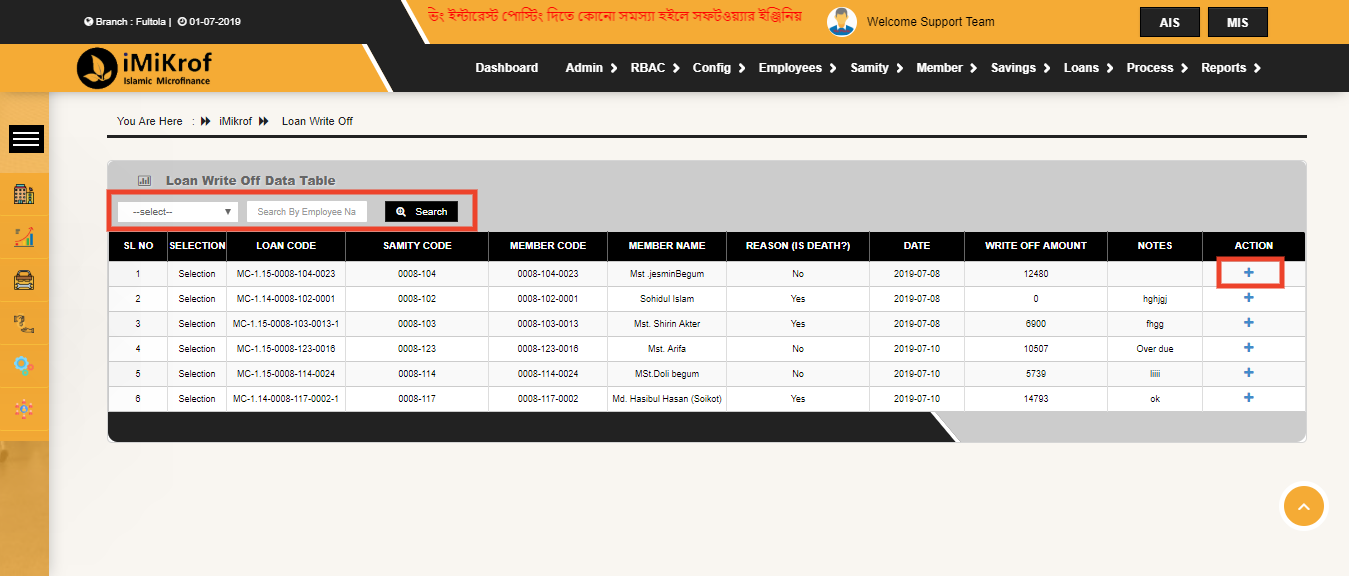 Branch : Fultola | 01-07-2019
উং ইন্টারেস্ট পোস্টিং দিতে কোনো সমস্যা হইলে সফটওয়্যার ইঞ্জিনিয়
Welcome Support Team
AIS MIS
iMiKrof
Islamic Microfinance
Dashboard Admin RBAC Config Employees Samity Member Savings Loans Process Reports
You Are Here : iMikrof Loan Write Off
Loan Write Off Data Table
--select-- Search By Employee Na Search
SL NO SELECTION LOAN CODE SAMITY CODE MEMBER CODE MEMBER NAME REASON (IS DEATH?) DATE WRITE OFF AMOUNT NOTES ACTION
1 Selection MC-1.15-0008-104-0023 0008-104 0008-104-0023 Mst .jesminBegum No 2019-07-08 12480
2 Selection MC-1.14-0008-102-0001 0008-102 0008-102-0001 Sohidul Islam Yes 2019-07-08 0 hghjgj
3 Selection MC-1.15-0008-103-0013-1 0008-103 0008-103-0013 Mst. Shirin Akter Yes 2019-07-08 6900 fhgg
4 Selection MC-1.15-0008-123-0016 0008-123 0008-123-0016 Mst. Arifa No 2019-07-10 10507 Over due
5 Selection MC-1.15-0008-114-0024 0008-114 0008-114-0024 MSt.Doli begum No 2019-07-10 5739
6 Selection MC-1.14-0008-117-0002-1 0008-117 0008-117-0002 Md. Hasibul Hasan (Soikot) Yes 2019-07-10 14793 ok